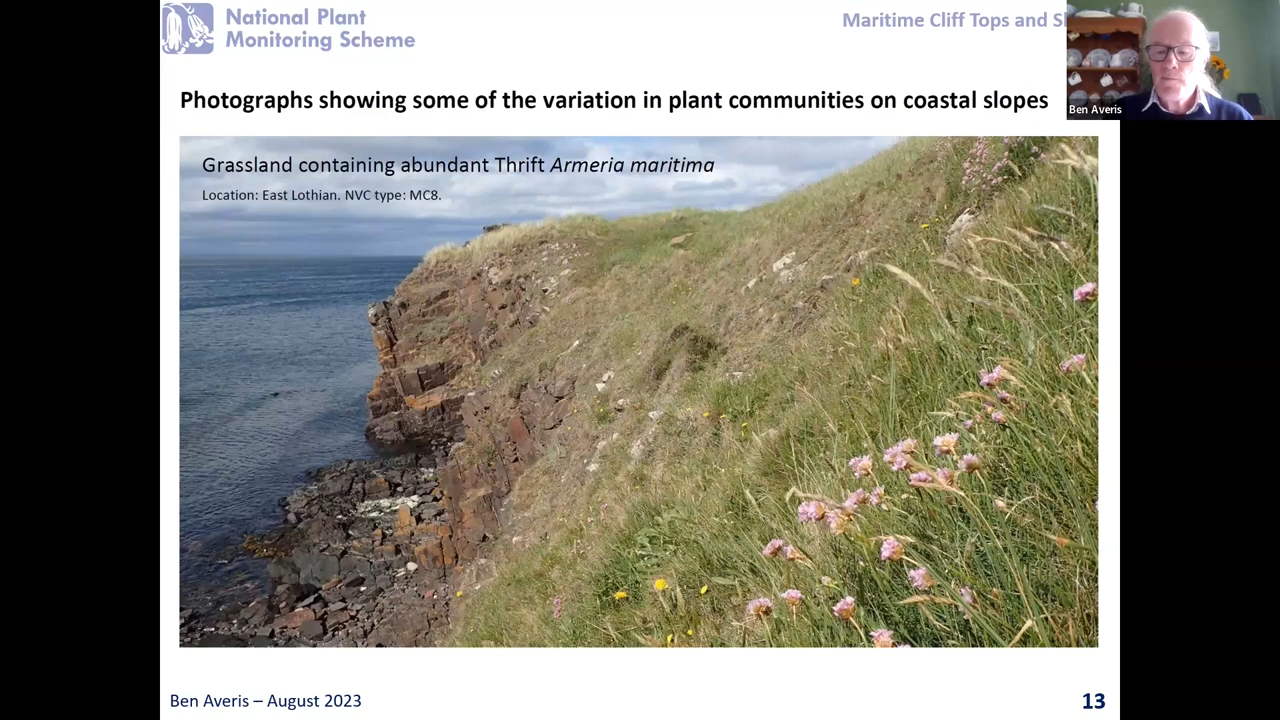 National Plant
Monitoring Scheme
Maritime Cliff Tops and
Ben Averis
Photographs showing some of the variation in plant communities on coastal slopes
Grassland containing abundant Thrift Armeria maritima
Location: East Lothian. NVC type: MC8.
Ben Averis – August 2023
13